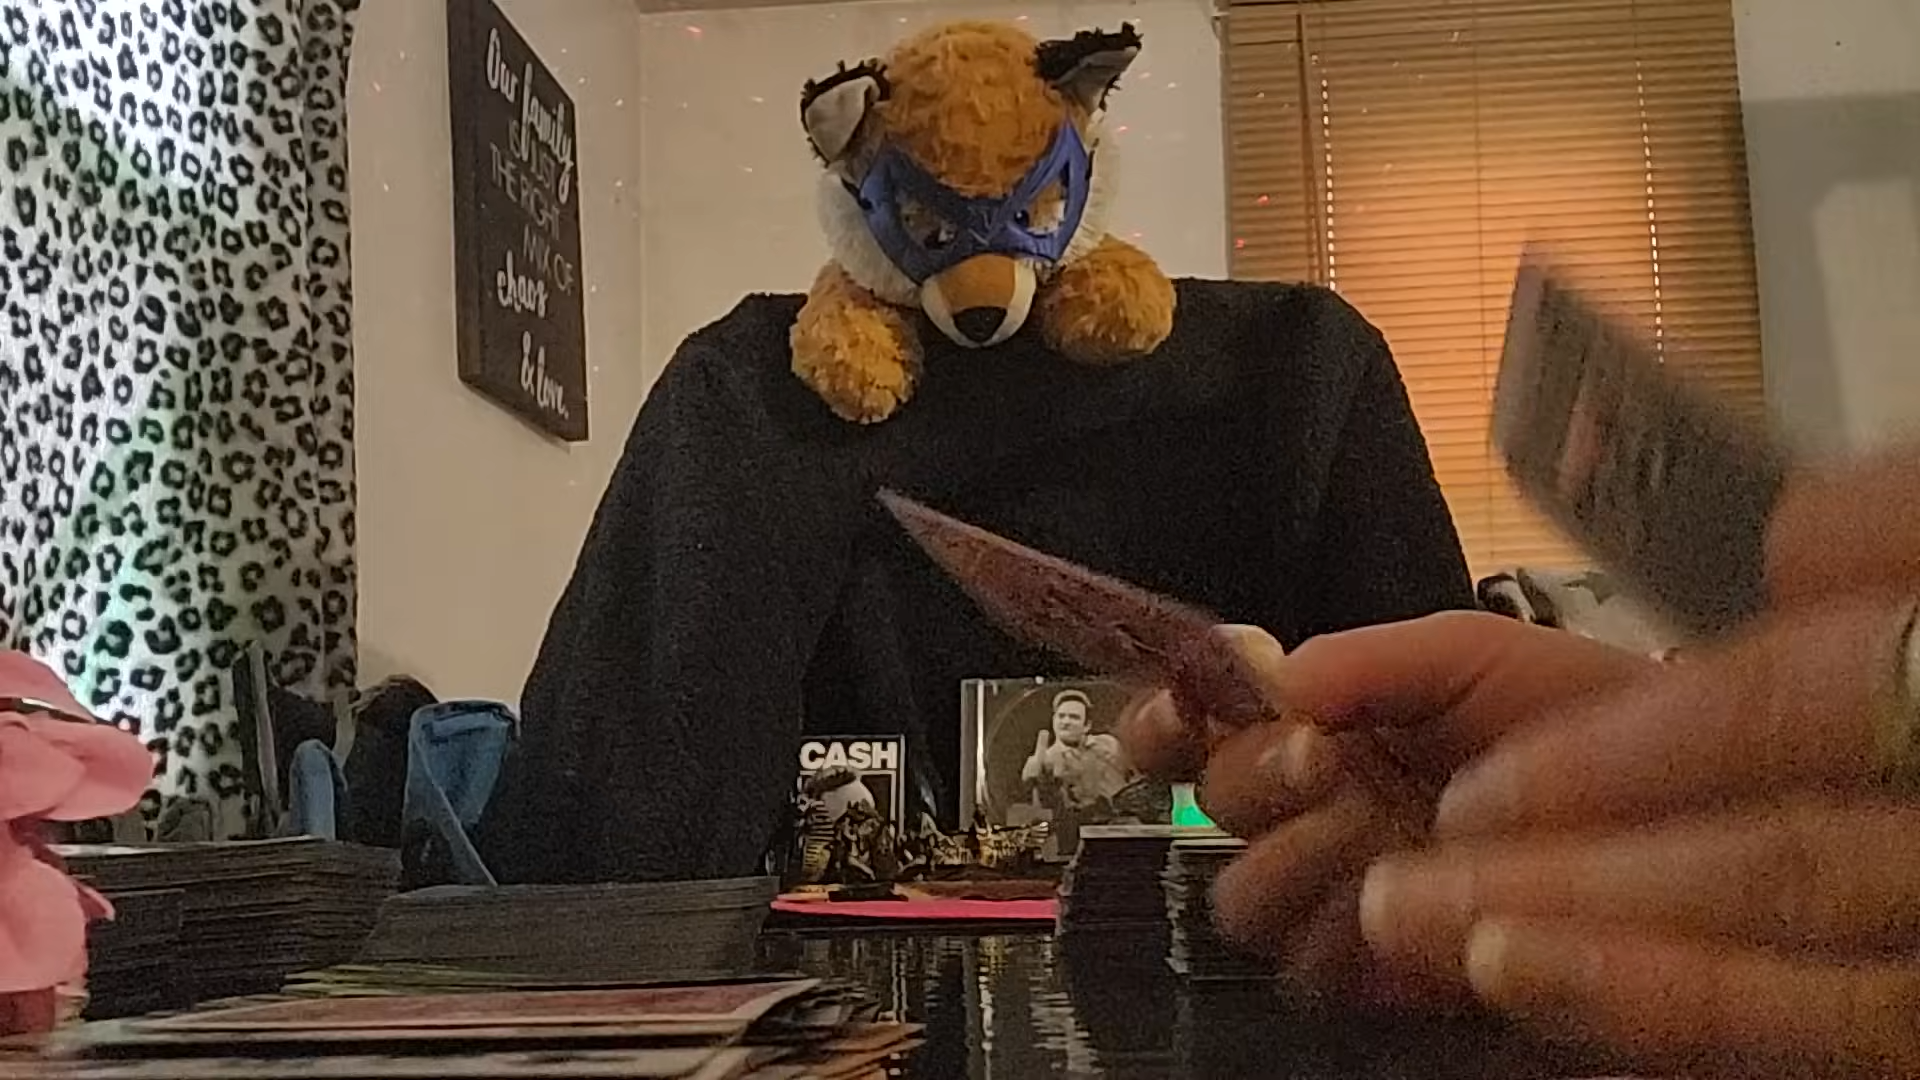 Our family
IS JUST
THE RIGHT
MIX OF
chaos
& love.
CASH